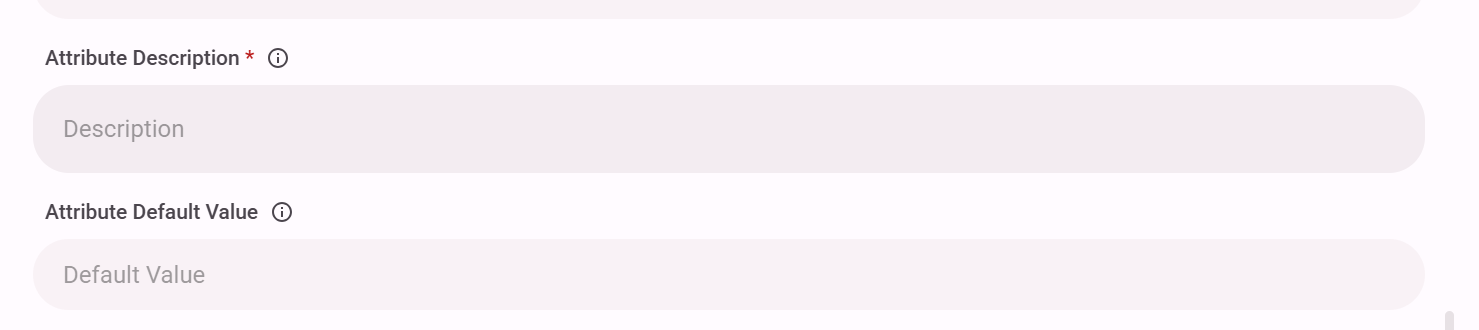 Attribute Description *
Description
Attribute Default Value
Default Value